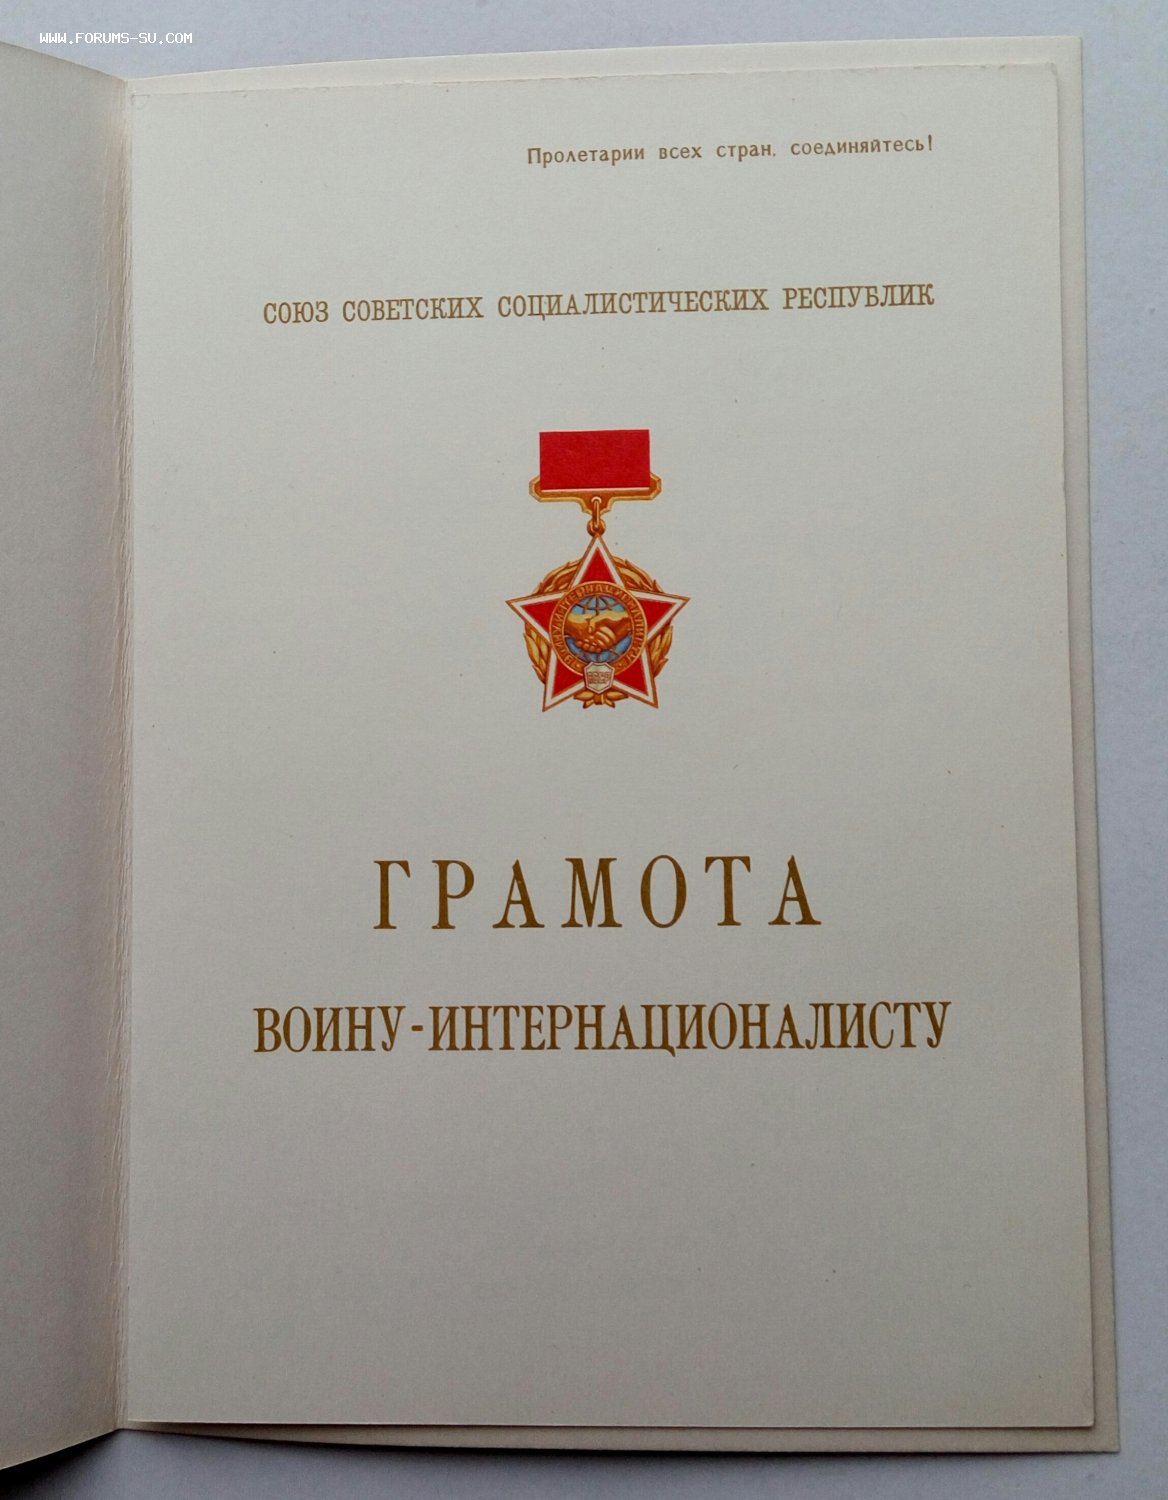 WWW.FORUMS-SU.COM
Пролетарии всех стран, соединяйтесь!
СОЮЗ СОВЕТСКИХ СОЦИАЛИСТИЧЕСКИХ РЕСПУБЛИК
ГРАМОТА
ВОИНУ-ИНТЕРНАЦИОНАЛИСТУ